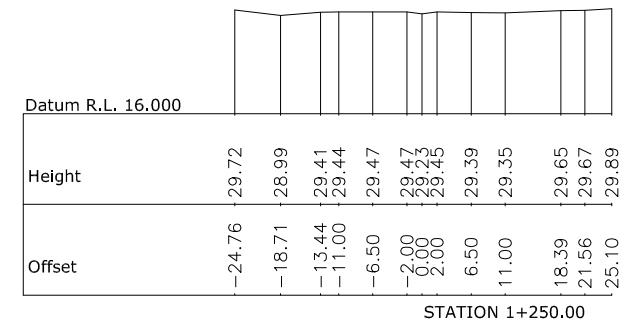 Datum R.L. 16.000
Height 29.72 28.99 29.41 29.44 29.47 29.47 29.23 29.45 29.39 29.35 29.65 29.67 29.89
Offset −24.76 −18.71 −13.44 −11.00 −6.50 −2.00 0.00 2.00 6.50 11.00 18.39 21.56 25.10
STATION 1+250.00